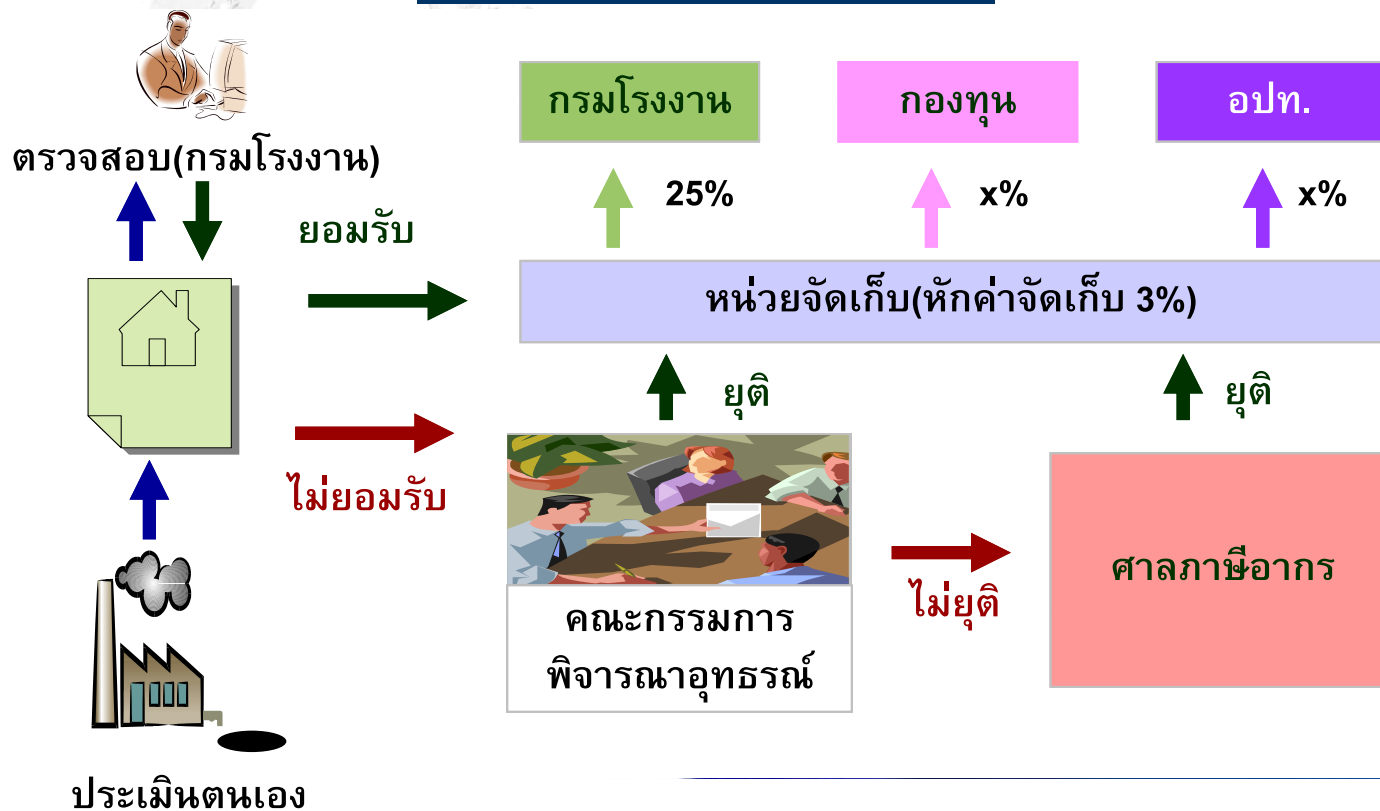 กรมโรงงาน
กองทุน
อปท.
ตรวจสอบ(กรมโรงงาน)
25%
x%
x%
ยอมรับ
หน่วยจัดเก็บ(หักค่าจัดเก็บ 3%)
ยุติ
ยุติ
ไม่ยอมรับ
ศาลภาษีอากร
ไม่ยุติ
คณะกรรมการ
พิจารณาอุทธรณ์
ประเมินตนเอง